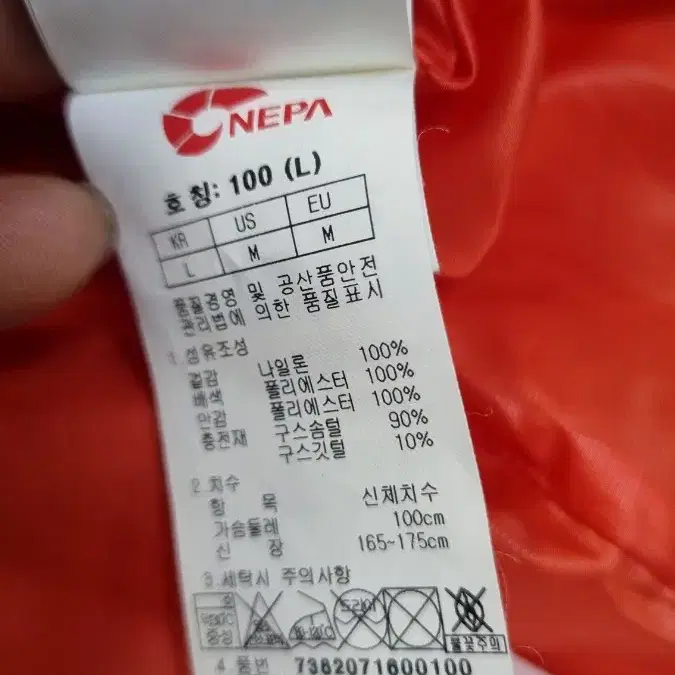 NEPA
호 칭: 100 (L)
KR US EU
L M M
품질경영 및 공산품안전
관리법에 의한 품질표시
1.섬유조성
겉감 나일론 100%
배색 폴리에스터 100%
안감 폴리에스터 100%
충전재 구스솜털 90%
구스깃털 10%
2.치수
항 목 신체치수
가슴둘레 100cm
신 장 165~175cm
3.세탁시 주의사항
중성
드라이
불꽃주의
4.품번 7362071600100